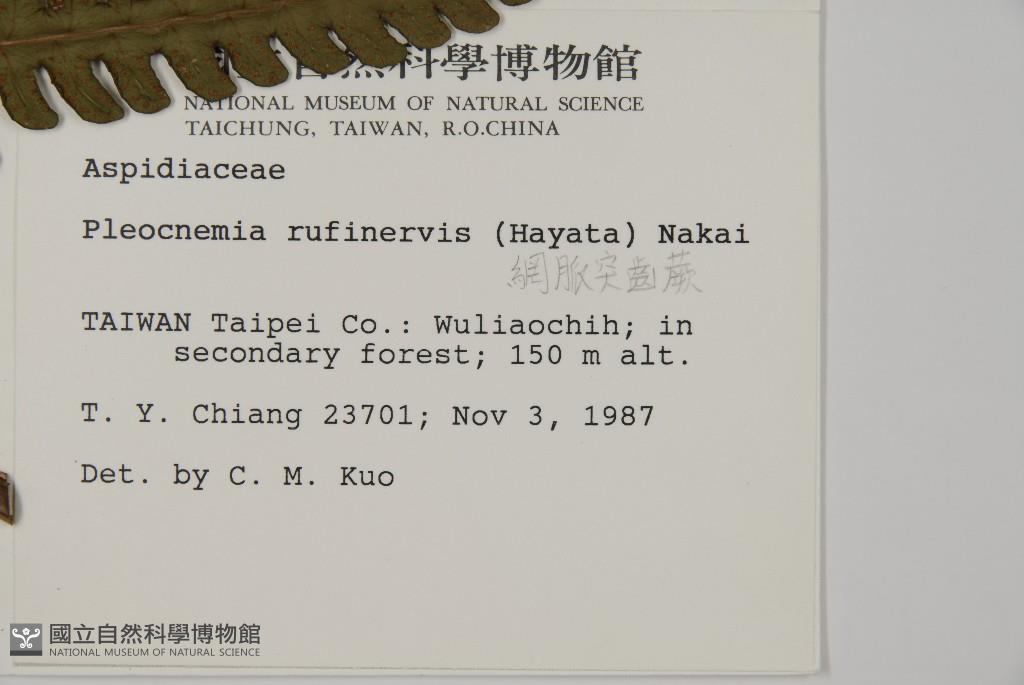 自然科學博物館
NATIONAL MUSEUM OF NATURAL SCIENCE
TAICHUNG, TAIWAN, R.O.CHINA
Aspidiaceae
Pleocnemia rufinervis (Hayata) Nakai
網脈突齒蕨
TAIWAN Taipei Co.: Wuliaochih; in
secondary forest; 150 m alt.
T. Y. Chiang 23701; Nov 3, 1987
Det. by C. M. Kuo
國立自然科學博物館
NATIONAL MUSEUM OF NATURAL SCIENCE